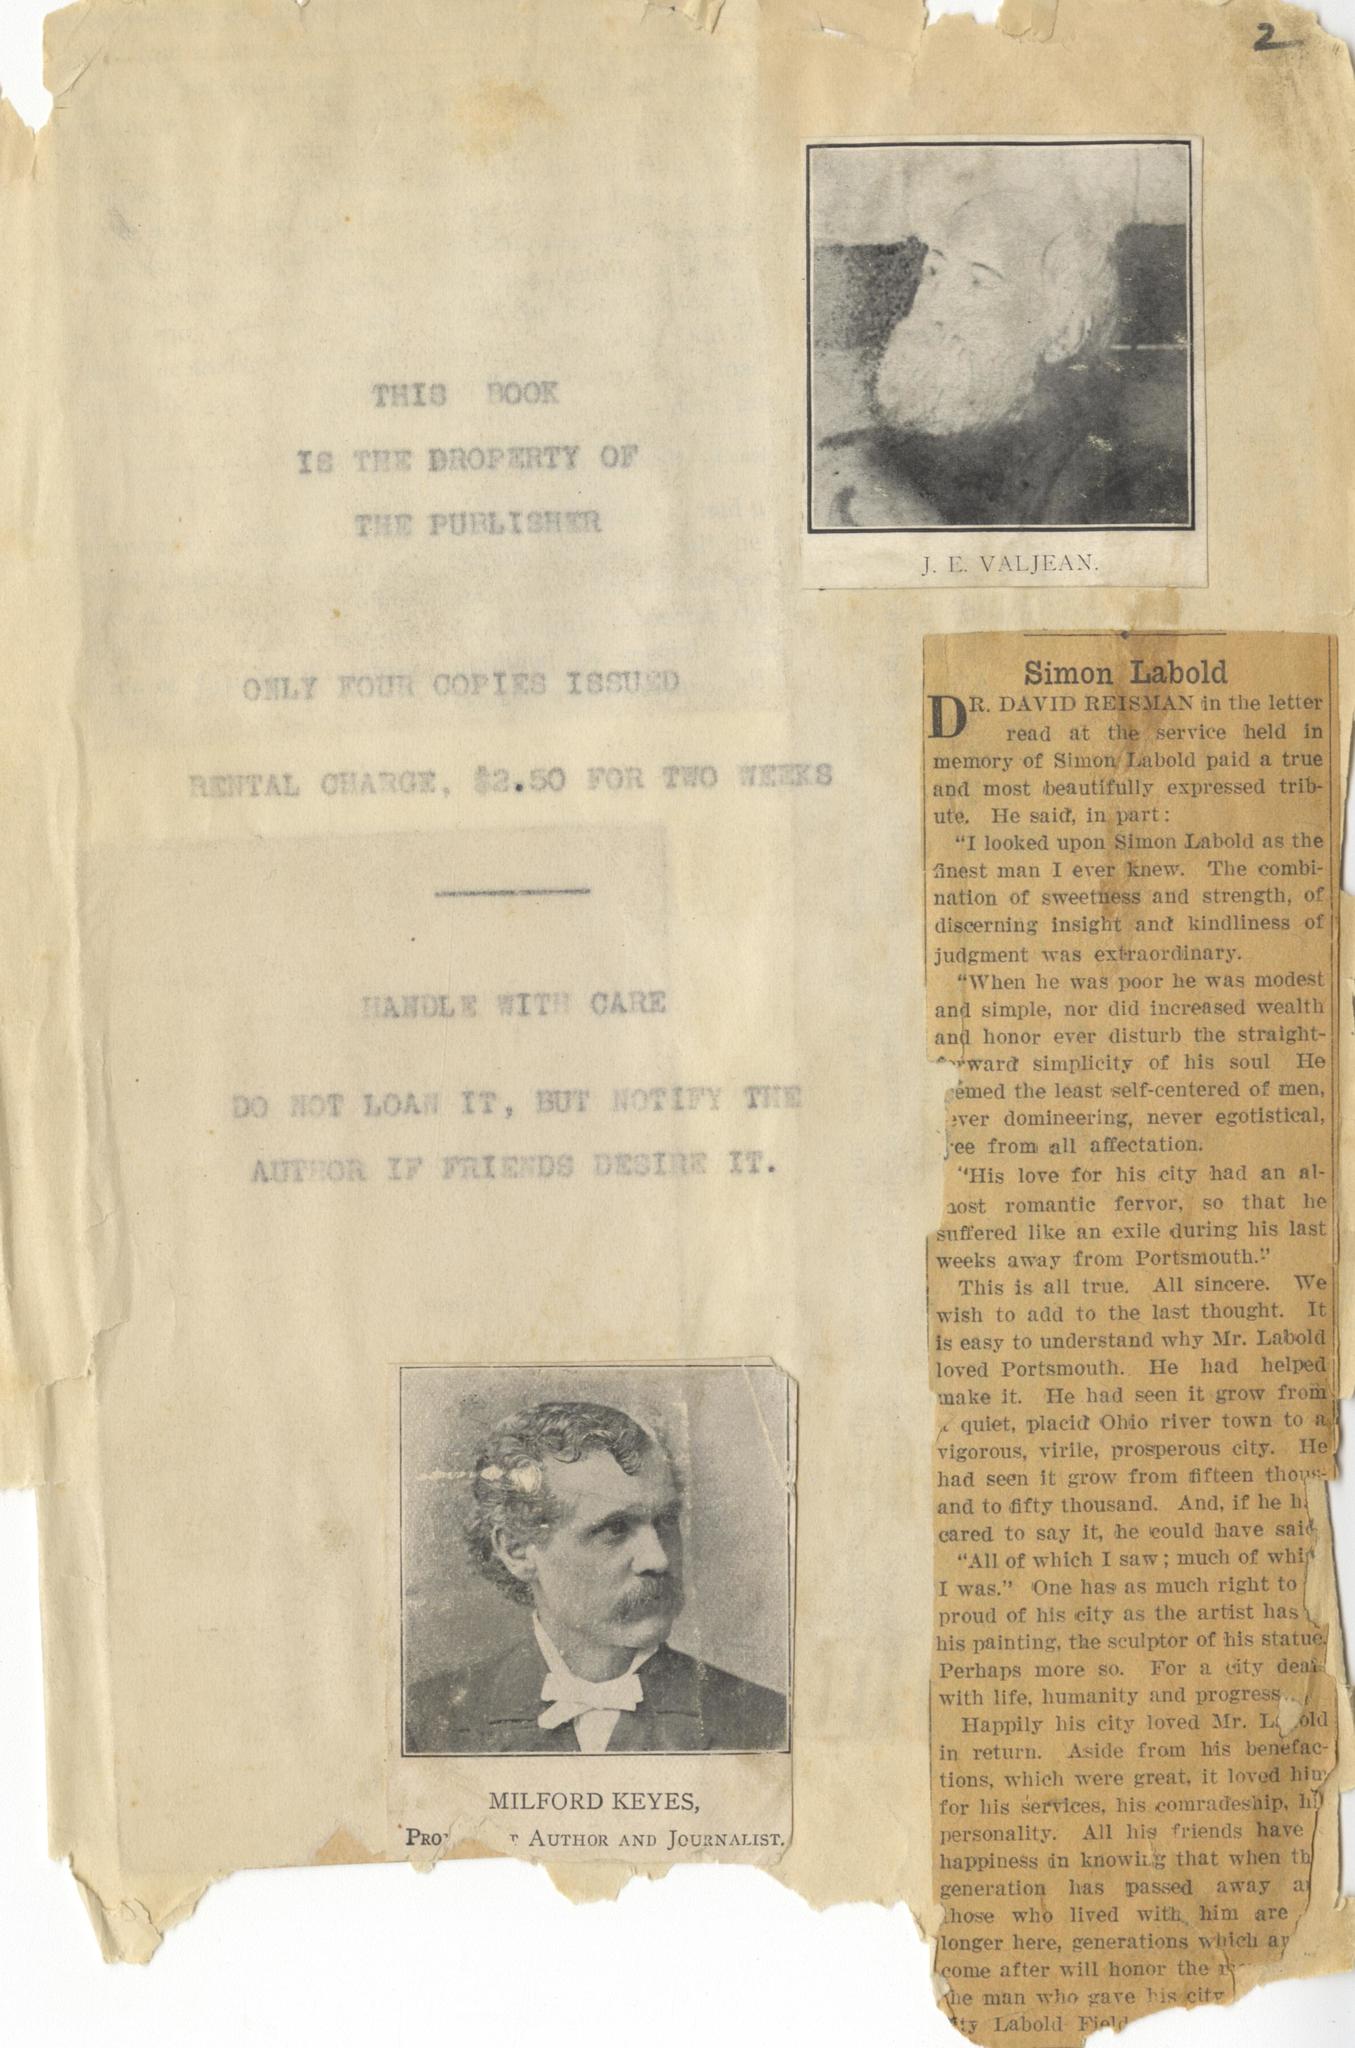 2
THIS BOOK
IS THE PROPERTY OF
THE PUBLISHER
ONLY FOUR COPIES ISSUED
RENTAL CHARGE, $2.50 FOR TWO WEEKS
HANDLE WITH CARE
DO NOT LOAN IT, BUT NOTIFY THE
AUTHOR IF FRIENDS DESIRE IT.
J. E. VALJEAN.
MILFORD KEYES,
AUTHOR AND JOURNALIST.
Simon Labold
DR. DAVID REISMAN in the letter
read at the service held in
memory of Simon Labold paid a true
and most beautifully expressed trib-
ute. He said, in part:
"I looked upon Simon Labold as the
finest man I ever knew. The combi-
nation of sweetness and strength, of
discerning insight and kindliness of
judgment was extraordinary.
"When he was poor he was modest
and simple, nor did increased wealth
and honor ever disturb the straight-
rward simplicity of his soul He
emed the least self-centered of men,
ever domineering, never egotistical,
ree from all affectation.
"His love for his city had an al-
most romantic fervor, so that he
suffered like an exile during his last
weeks away from Portsmouth."
This is all true. All sincere. We
wish to add to the last thought. It
is easy to understand why Mr. Labold
loved Portsmouth. He had helped
make it. He had seen it grow from
quiet, placid Ohio river town to a
vigorous, virile, prosperous city. He
had seen it grow from fifteen thous-
and to fifty thousand. And, if he
cared to say it, he could have said
"All of which I saw; much of
I was." One has as much right to
proud of his city as the artist has
his painting, the sculptor of his statue.
Perhaps more so. For a city deals
with life, humanity and progress.
Happily his city loved Mr. Labold
in return. Aside from his benefac-
tions, which were great, it loved him
for his services, his comradeship,
personality. All his friends have
happiness in knowing that when
generation has passed away
those who lived with him are
longer here, generations which
come after will honor the
the man who gave his city
Labold Field